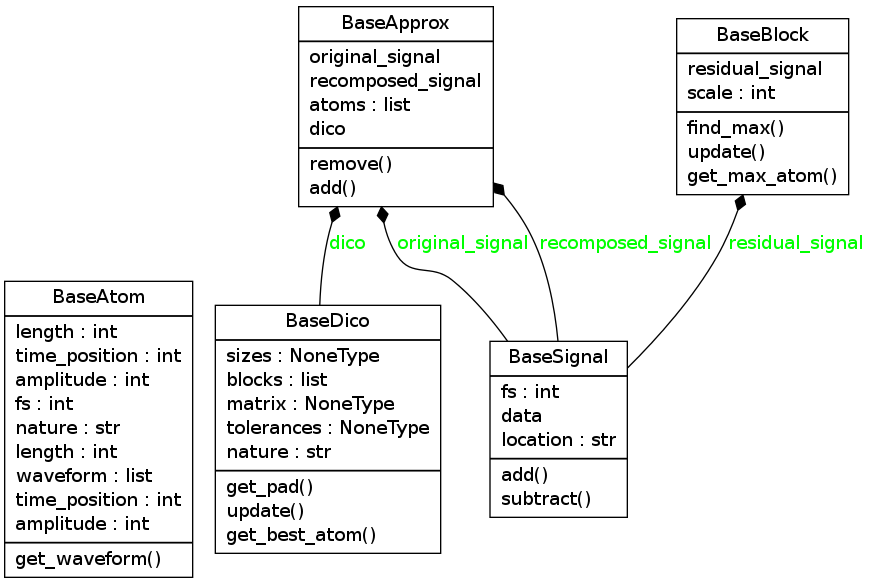 BaseApprox
original_signal
recomposed_signal
atoms : list
dico
remove()
add()
BaseBlock
residual_signal
scale : int
find_max()
update()
get_max_atom()
dico
original_signal
recomposed_signal
residual_signal
BaseAtom
length : int
time_position : int
amplitude : int
fs : int
nature : str
length : int
waveform : list
time_position : int
amplitude : int
get_waveform()
BaseDico
sizes : NoneType
blocks : list
matrix : NoneType
tolerances : NoneType
nature : str
get_pad()
update()
get_best_atom()
BaseSignal
fs : int
data
location : str
add()
subtract()